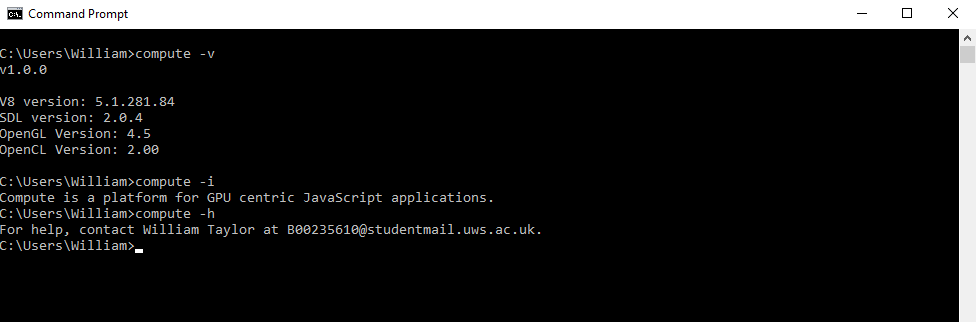 Command Prompt
C:\Users\William>compute -v
v1.0.0
V8 version: 5.1.281.84
SDL version: 2.0.4
OpenGL Version: 4.5
OpenCL Version: 2.00
C:\Users\William>compute -i
Compute is a platform for GPU centric JavaScript applications.
C:\Users\William>compute -h
For help, contact William Taylor at B00235610@studentmail.uws.ac.uk.
C:\Users\William>